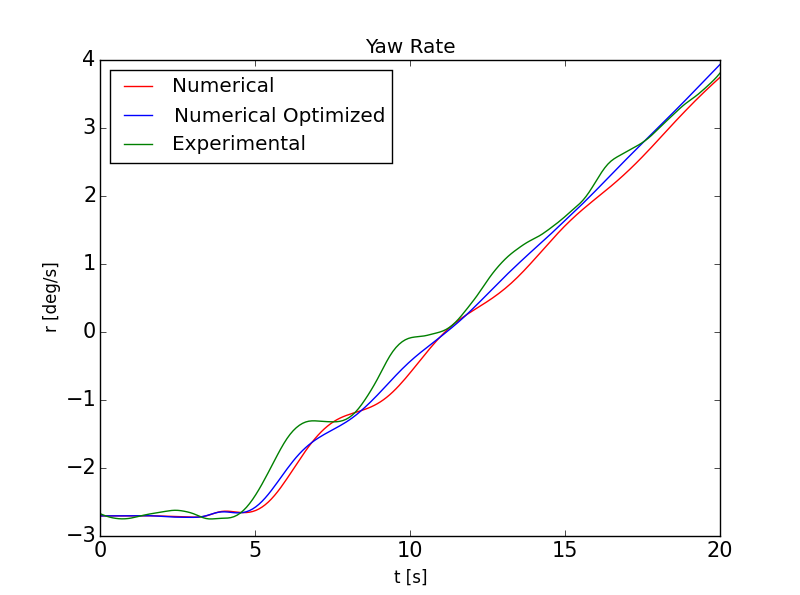 Yaw Rate
Numerical
Numerical Optimized
Experimental
4
3
2
1
0
−1
−2
−3
r [deg/s]
0 5 10 15 20
t [s]